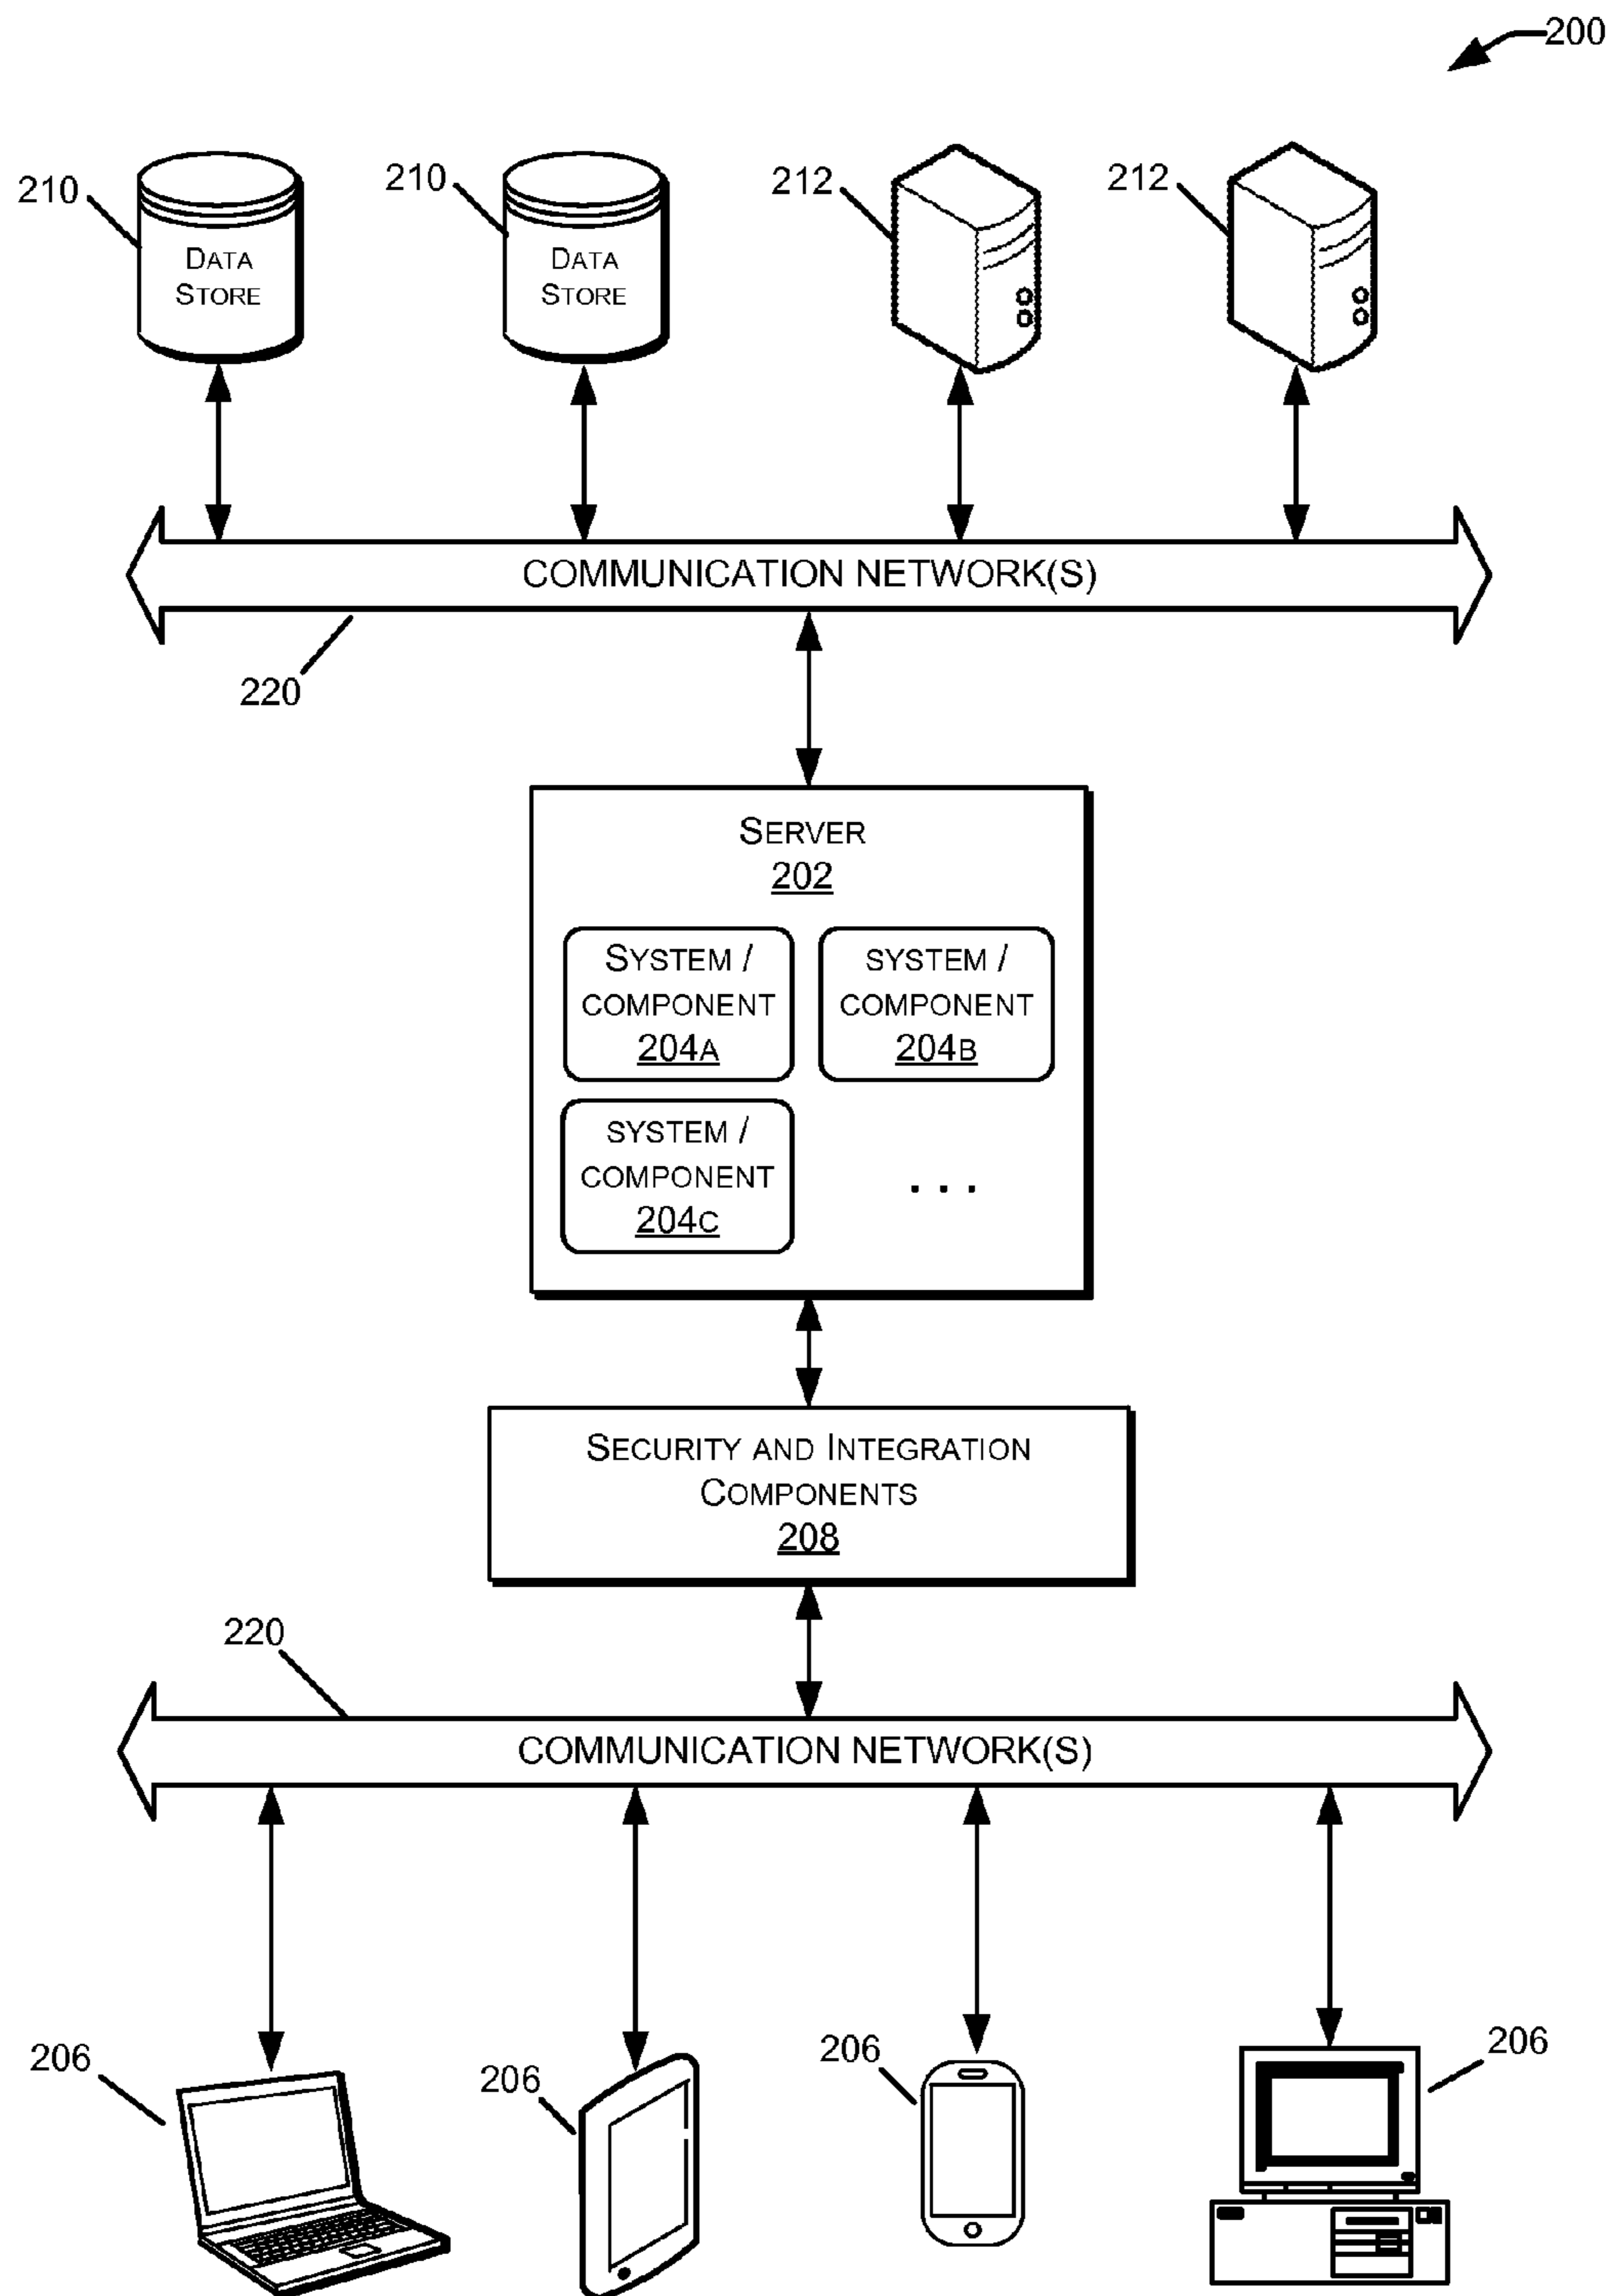 200
210
210
212
212
DATA
STORE
DATA
STORE
COMMUNICATION NETWORK(S)
220
SERVER
202
SYSTEM /
COMPONENT
204A
SYSTEM /
COMPONENT
204B
SYSTEM /
COMPONENT
204C
. . .
SECURITY AND INTEGRATION
COMPONENTS
208
220
COMMUNICATION NETWORK(S)
206
206
206
206